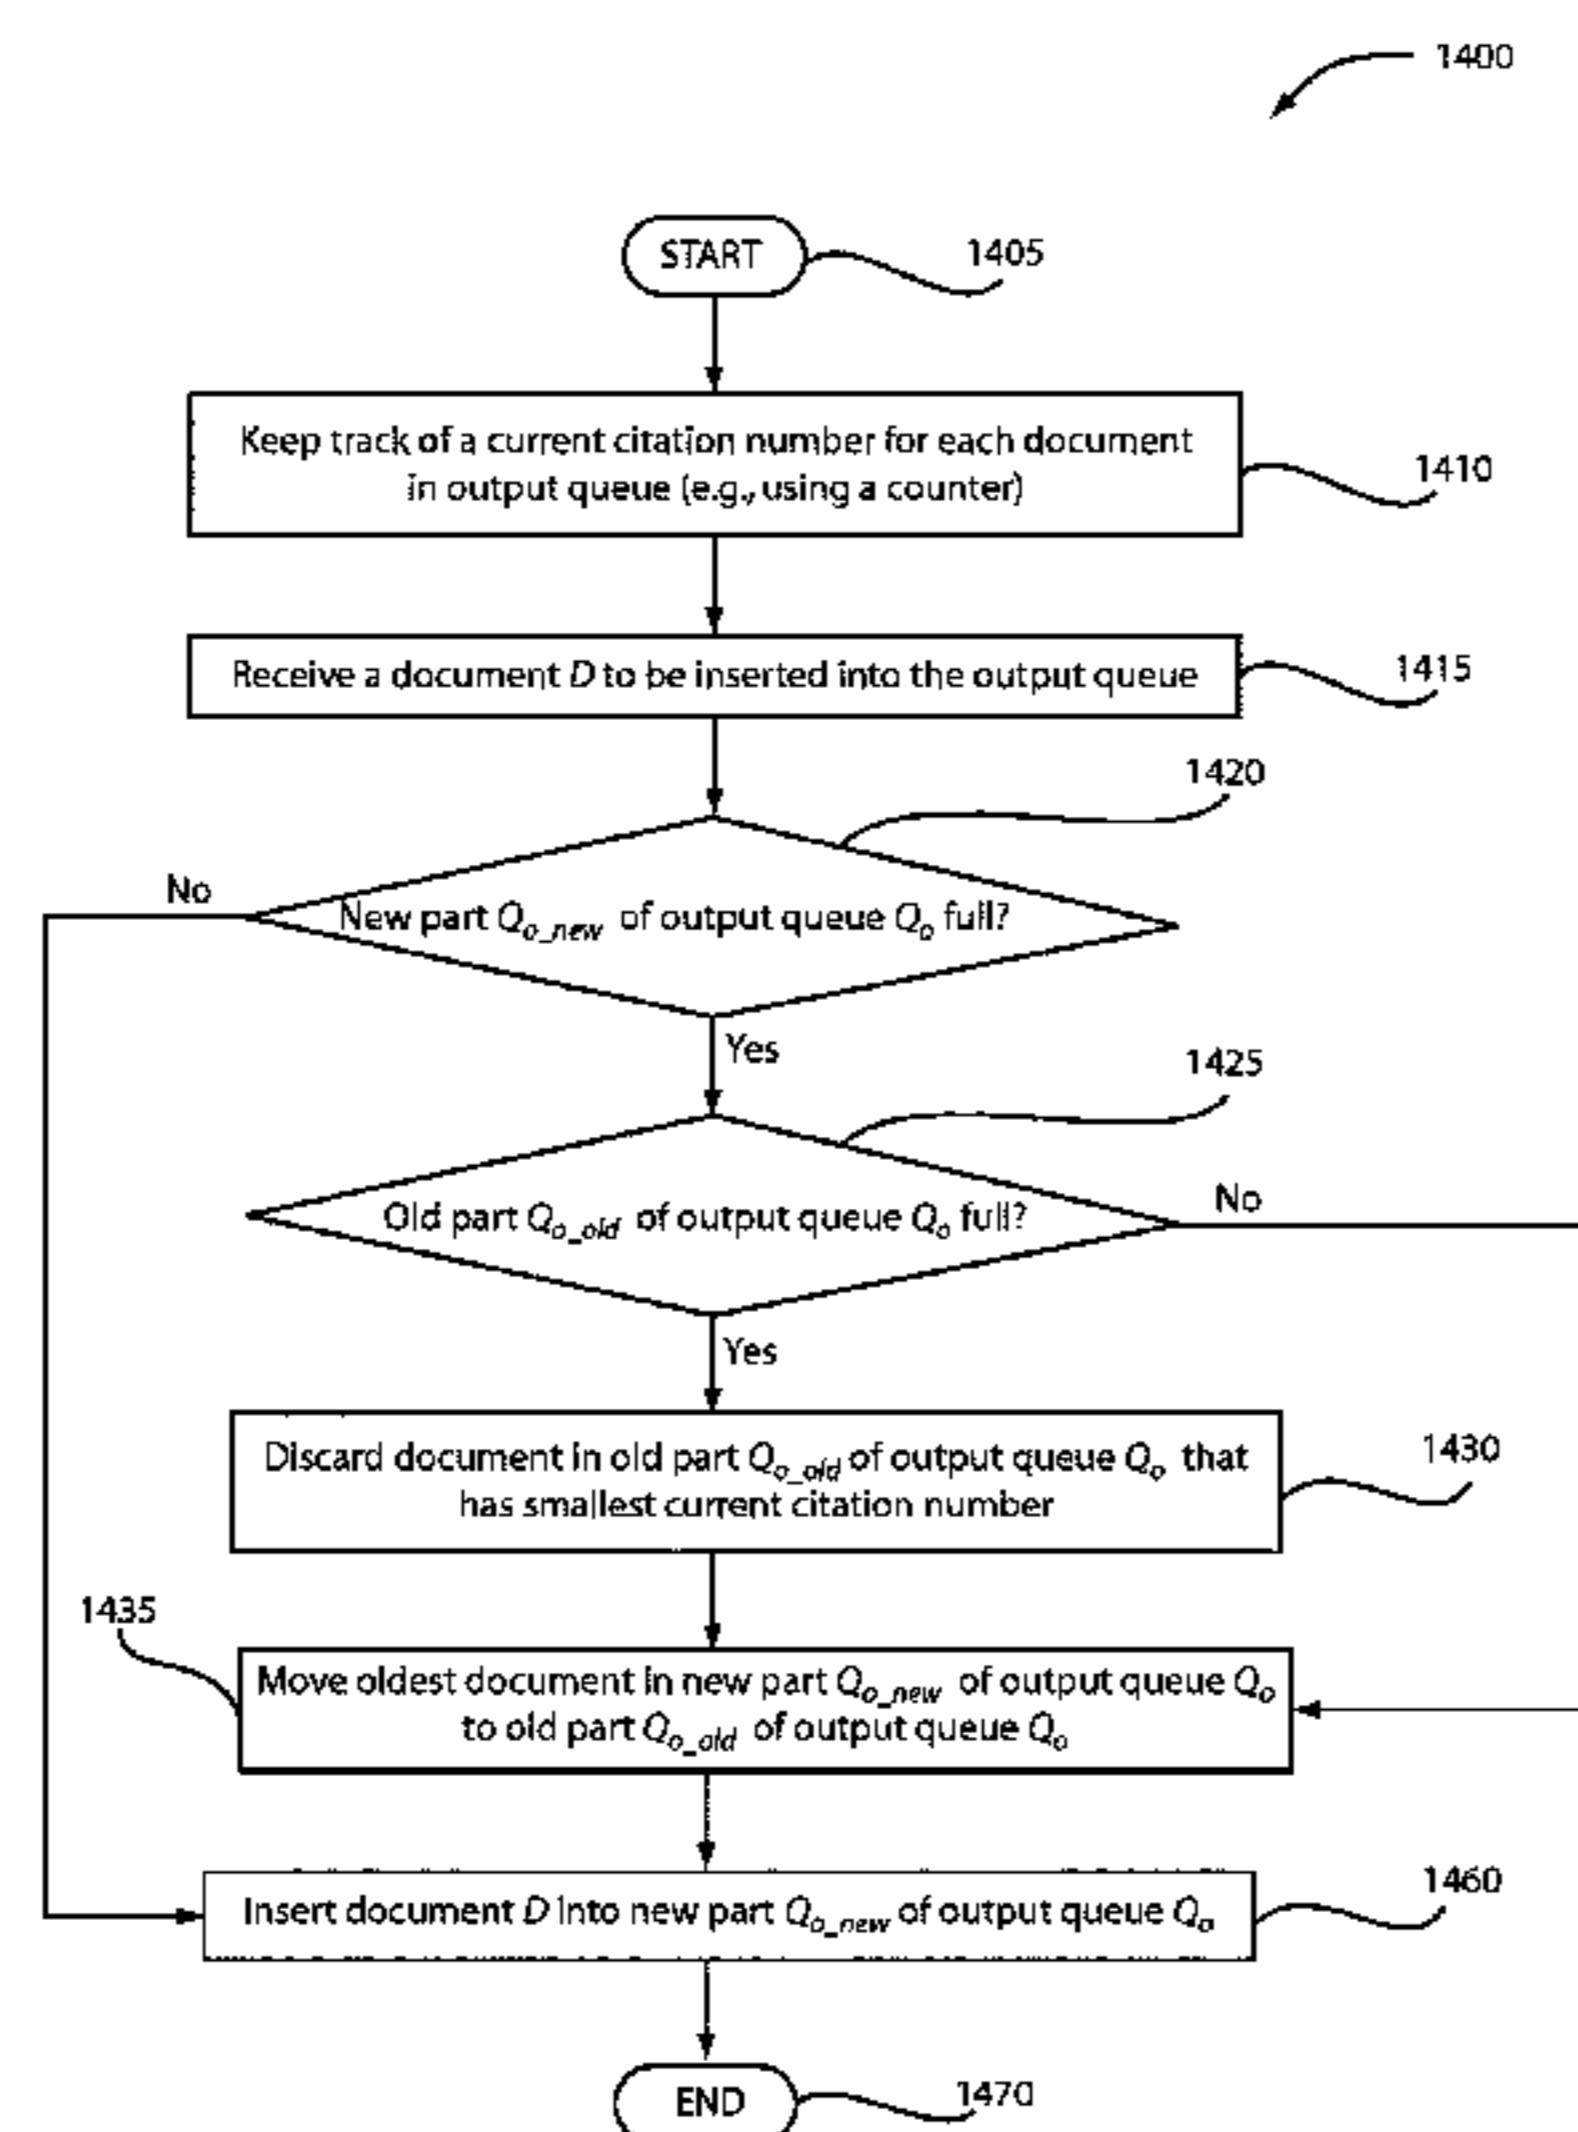 1400
START
1405
Keep track of a current citation number for each document
in output queue (e.g., using a counter)
1410
Receive a document D to be inserted into the output queue
1415
1420
No
New part Qo_new of output queue Qo full?
Yes
1425
Old part Qo_old of output queue Qo full?
No
Yes
Discard document in old part Qo_old of output queue Qo that
has smallest current citation number
1430
1435
Move oldest document in new part Qo_new of output queue Qo
to old part Qo_old of output queue Qo
Insert document D into new part Qo_new of output queue Qo
1460
END
1470